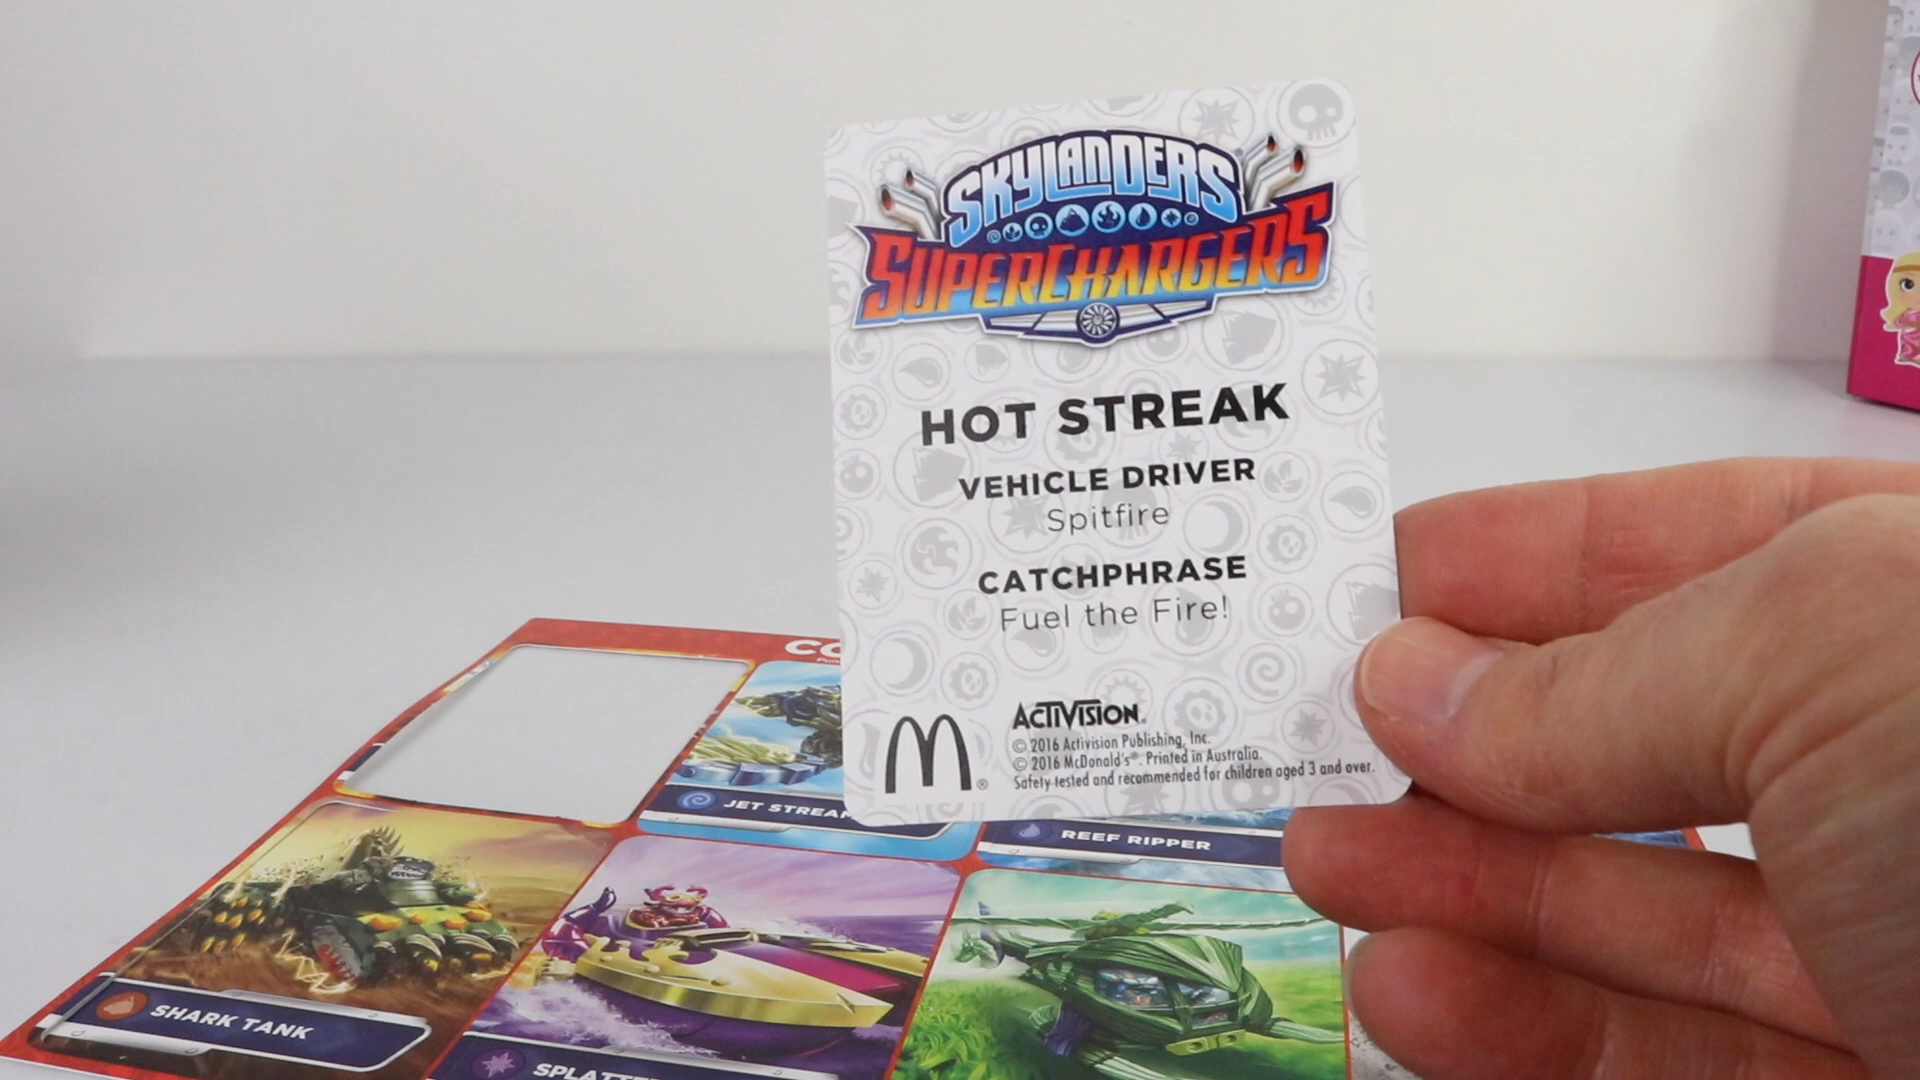 SKYLANDERS
SUPERCHARGERS
HOT STREAK
VEHICLE DRIVER
Spitfire
CATCHPHRASE
Fuel the Fire!
ACTIVISION
© 2016 Activision Publishing, Inc.
© 2016 McDonald's®. Printed in Australia.
Safety tested and recommended for children aged 3 and over.
JET STREAM
REEF RIPPER
SHARK TANK